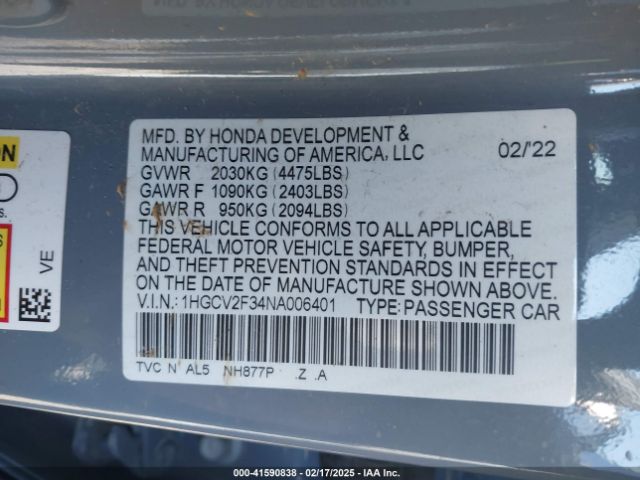 MFD. BY HONDA DEVELOPMENT &
MANUFACTURING OF AMERICA, LLC 02/22
GVWR 2030KG (4475LBS)
GAWR F 1090KG (2403LBS)
GAWR R 950KG (2094LBS)
THIS VEHICLE CONFORMS TO ALL APPLICABLE
FEDERAL MOTOR VEHICLE SAFETY, BUMPER,
AND THEFT PREVENTION STANDARDS IN EFFECT
ON THE DATE OF MANUFACTURE SHOWN ABOVE.
V.I.N.: 1HGCV2F34NA006401 TYPE: PASSENGER CAR
TVC N AL5 NH877P .Z .A
VE
000-41590838 - 02/17/2025 - IAA Inc.